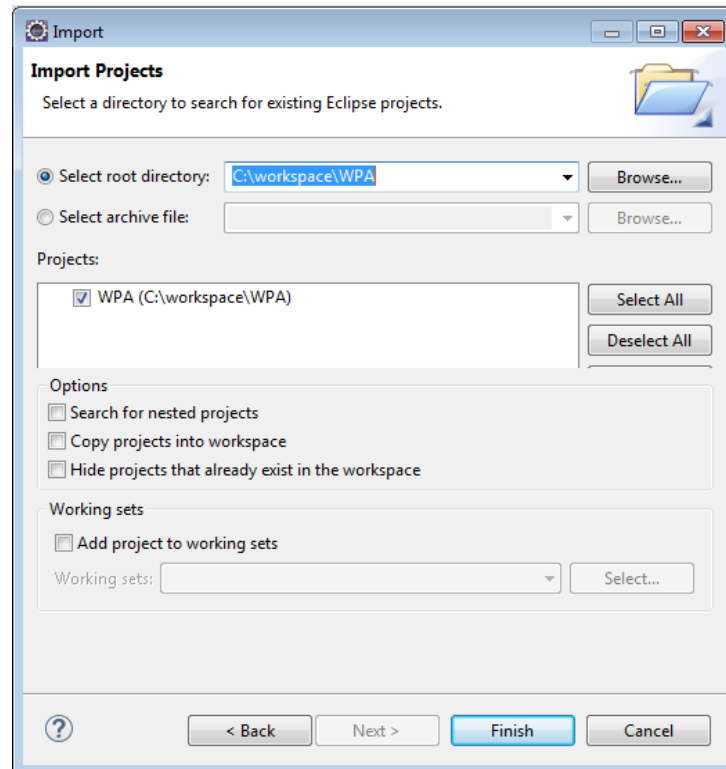 Import
Import Projects
Select a directory to search for existing Eclipse projects.
Select root directory: C:\workspace\WPA Browse...
Select archive file: Browse...
Projects:
WPA (C:\workspace\WPA)
Select All
Deselect All
Options
Search for nested projects
Copy projects into workspace
Hide projects that already exist in the workspace
Working sets
Add project to working sets
Working sets: Select...
? < Back Next > Finish Cancel